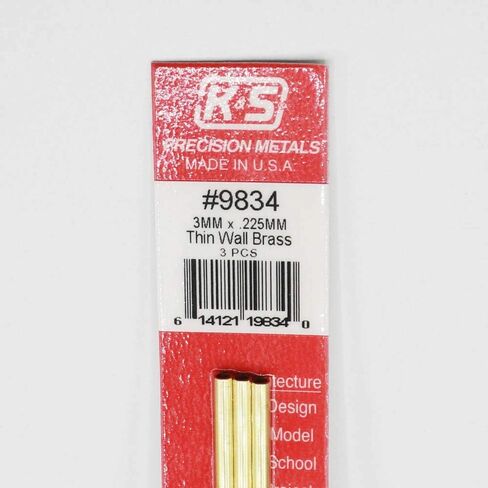 K&S
PRECISION METALS
MADE IN U.S.A.
#9834
3MM x .225MM
Thin Wall Brass
3 PCS
6 14121 19834 0
tecture
Design
Model
School